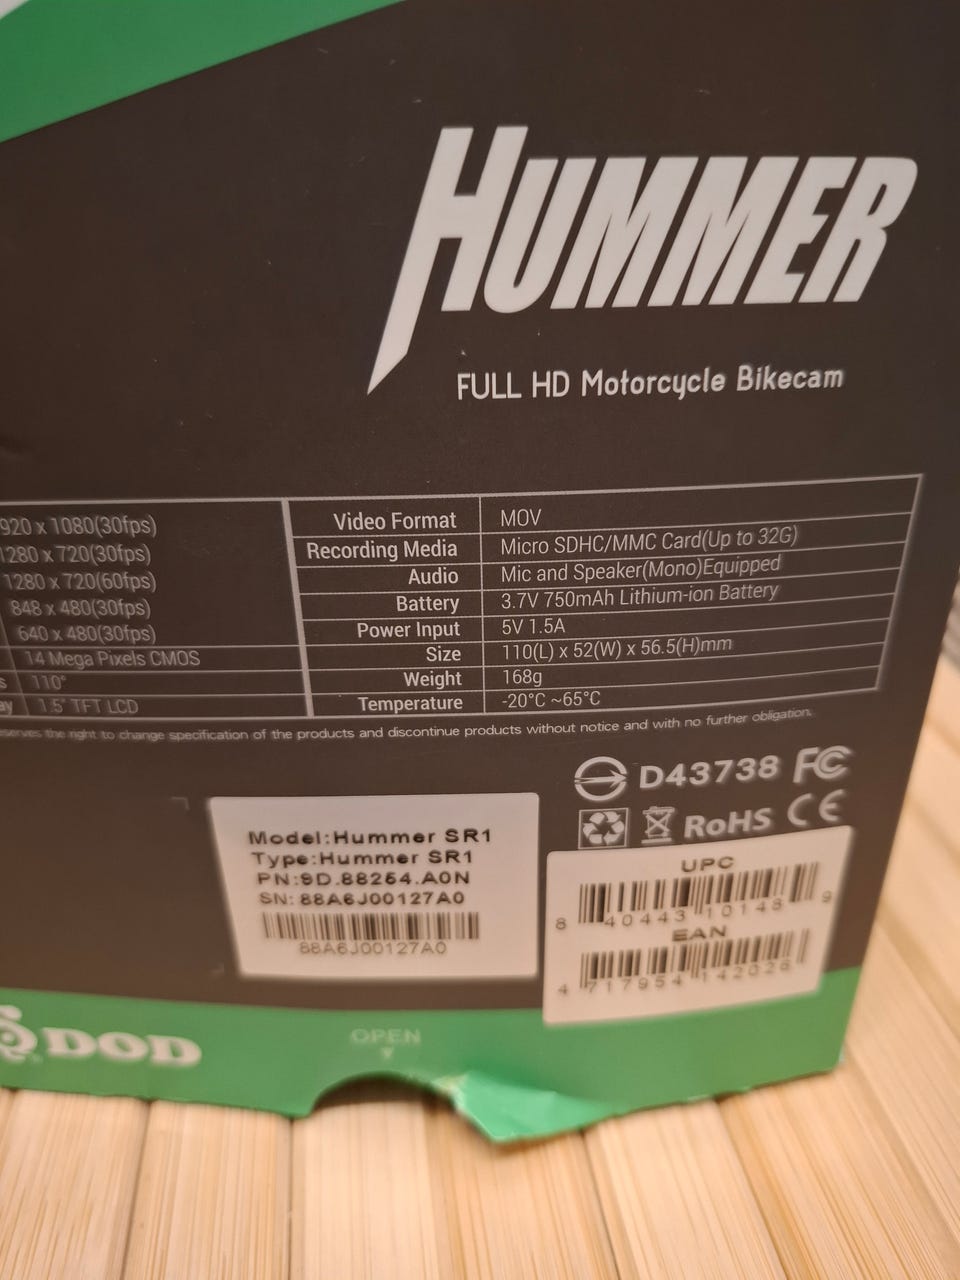 HUMMER
FULL HD Motorcycle Bikecam
920 x 1080(30fps)
1280 x 720(30fps)
1280 x 720(60fps)
848 x 480(30fps)
640 x 480(30fps)
14 Mega Pixels CMOS
s 110°
ay 1.5" TFT LCD
Video Format MOV
Recording Media Micro SDHC/MMC Card(Up to 32G)
Audio Mic and Speaker(Mono)Equipped
Battery 3.7V 750mAh Lithium-ion Battery
Power Input 5V 1.5A
Size 110(L) x 52(W) x 56.5(H)mm
Weight 168g
Temperature -20°C ~65°C
serves the right to change specification of the products and discontinue products without notice and with no further obligation.
D43738 FC
RoHS CE
Model:Hummer SR1
Type:Hummer SR1
PN:9D.88254.A0N
SN: 88A6J00127A0
88A6J00127A0
UPC
8 40443 10148 9
EAN
4 717954 142026
DOD
OPEN